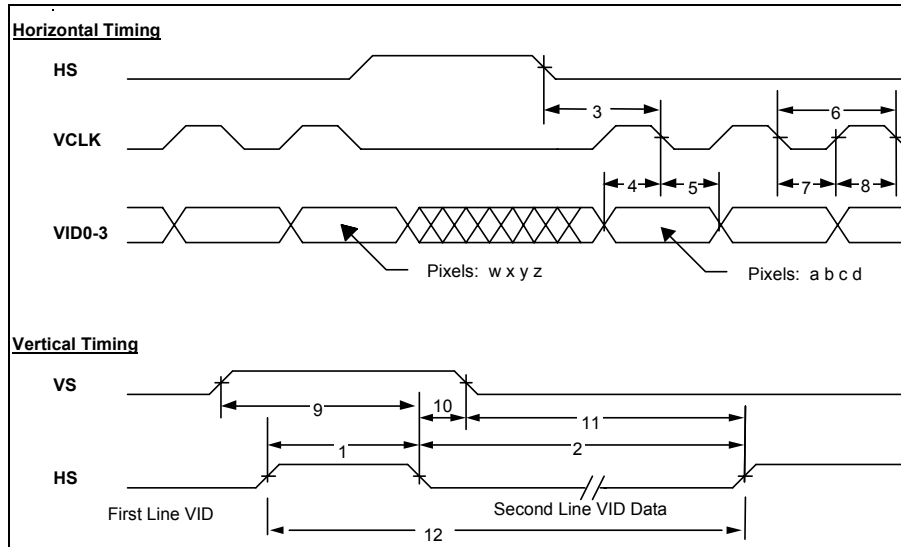 Horizontal Timing
HS
3
6
VCLK
4
5
7
8
VID0-3
Pixels: w x y z
Pixels: a b c d
Vertical Timing
VS
9
10
11
1
2
HS
First Line VID
Second Line VID Data
12